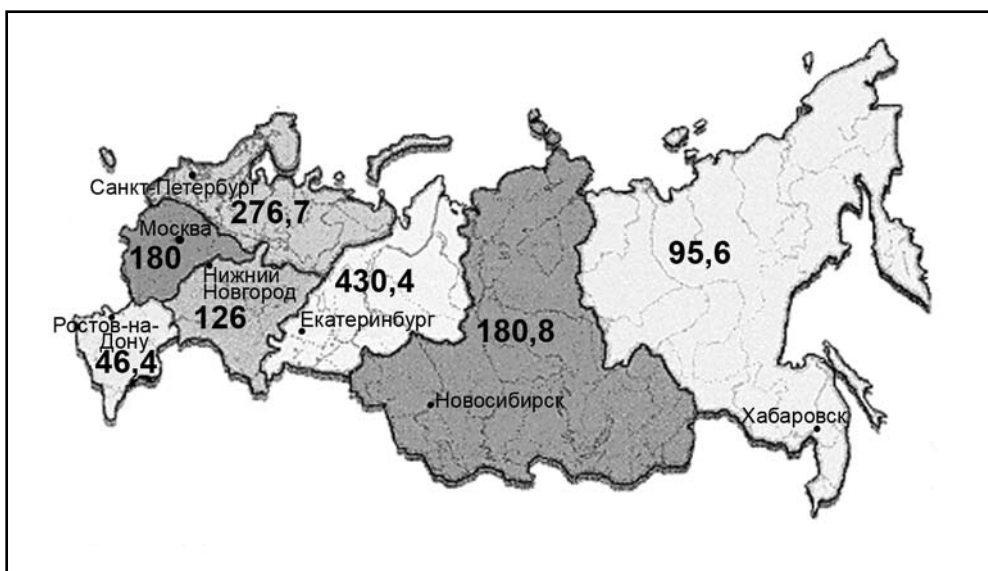 Санкт-Петербург
276,7
Москва
180
Нижний
Новгород
126
430,4
Екатеринбург
Ростов-на-
Дону
46,4
180,8
Новосибирск
95,6
Хабаровск